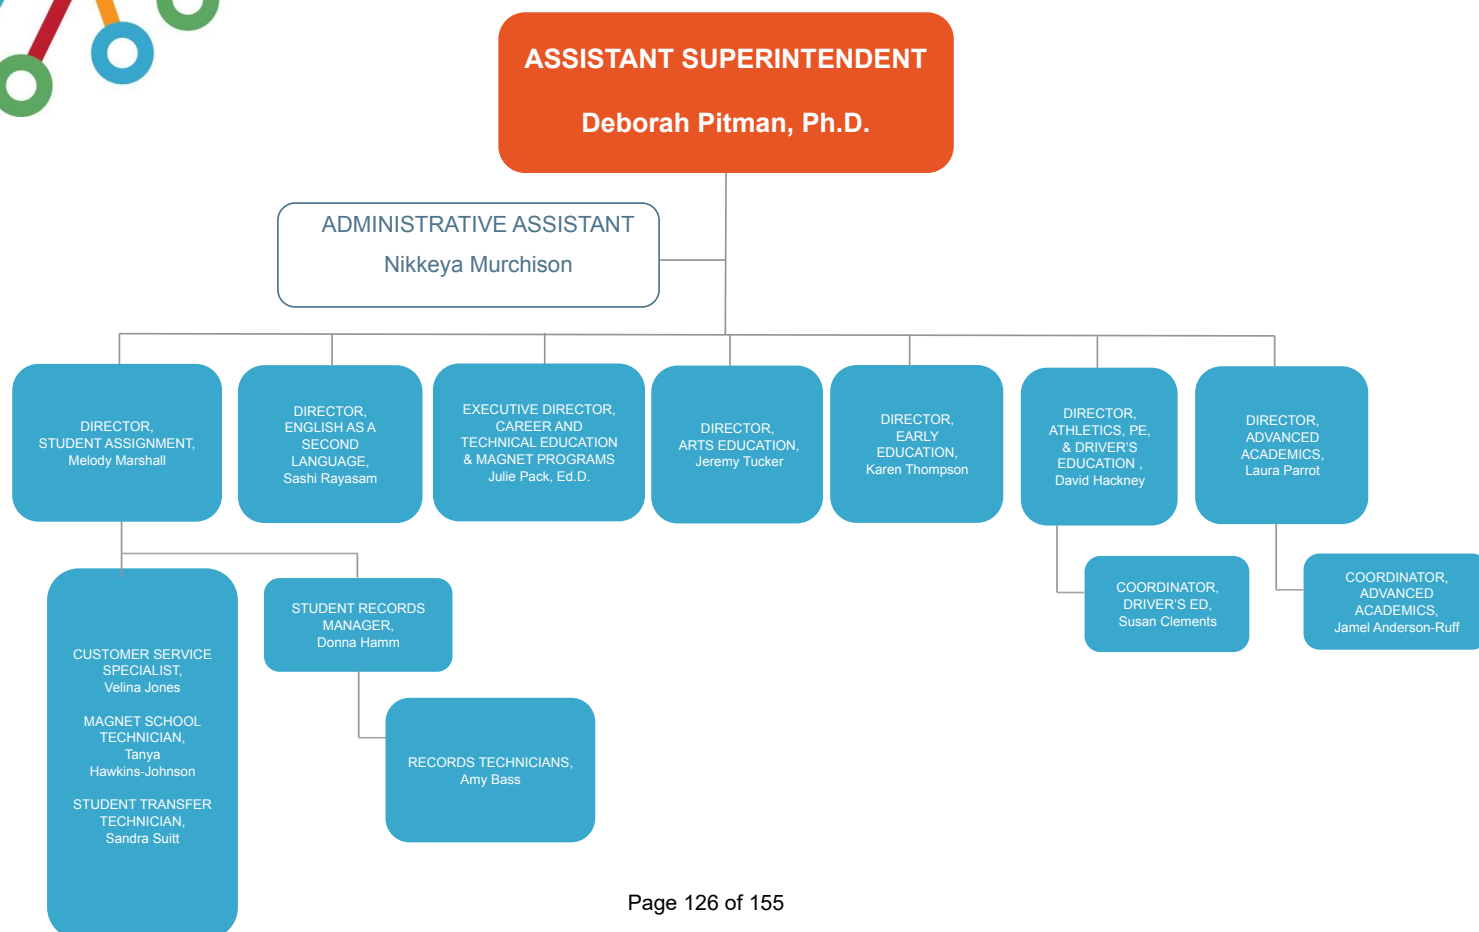 ASSISTANT SUPERINTENDENT
Deborah Pitman, Ph.D.
ADMINISTRATIVE ASSISTANT
Nikkeya Murchison
DIRECTOR,
STUDENT ASSIGNMENT,
Melody Marshall
DIRECTOR,
ENGLISH AS A
SECOND
LANGUAGE,
Sashi Rayasam
EXECUTIVE DIRECTOR,
CAREER AND
TECHNICAL EDUCATION
& MAGNET PROGRAMS
Julie Pack, Ed.D.
DIRECTOR,
ARTS EDUCATION,
Jeremy Tucker
DIRECTOR,
EARLY
EDUCATION,
Karen Thompson
DIRECTOR,
ATHLETICS, PE,
& DRIVER’S
EDUCATION ,
David Hackney
DIRECTOR,
ADVANCED
ACADEMICS,
Laura Parrot
CUSTOMER SERVICE
SPECIALIST,
Velina Jones
MAGNET SCHOOL
TECHNICIAN,
Tanya
Hawkins-Johnson
STUDENT TRANSFER
TECHNICIAN,
Sandra Suitt
STUDENT RECORDS
MANAGER,
Donna Hamm
RECORDS TECHNICIANS,
Amy Bass
COORDINATOR,
DRIVER’S ED,
Susan Clements
COORDINATOR,
ADVANCED
ACADEMICS,
Jamel Anderson-Ruff
Page 126 of 155